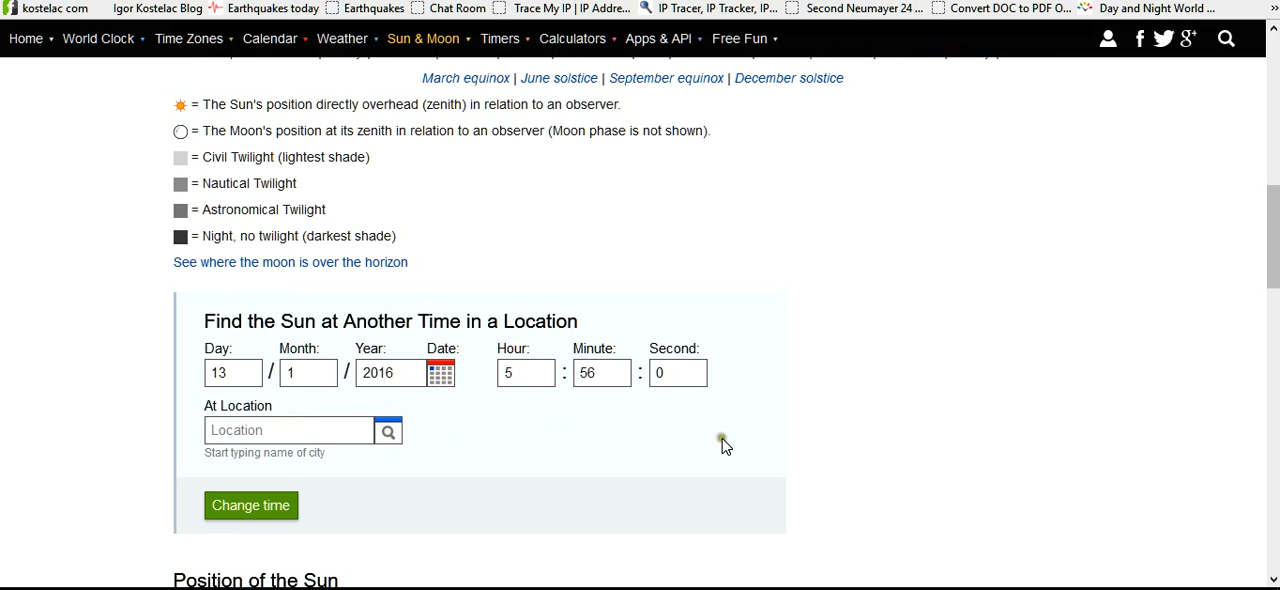 kostelac com Igor Kostelac Blog Earthquakes today Earthquakes Chat Room Trace My IP | IP Addre... IP Tracer, IP Tracker, IP... Second Neumayer 24 ... Convert DOC to PDF O... Day and Night World ... »
Home World Clock Time Zones Calendar Weather Sun & Moon Timers Calculators Apps & API Free Fun
March equinox | June solstice | September equinox | December solstice
= The Sun's position directly overhead (zenith) in relation to an observer.
= The Moon's position at its zenith in relation to an observer (Moon phase is not shown).
= Civil Twilight (lightest shade)
= Nautical Twilight
= Astronomical Twilight
= Night, no twilight (darkest shade)
See where the moon is over the horizon
Find the Sun at Another Time in a Location
Day: Month: Year: Date: Hour: Minute: Second:
13 / 1 / 2016 5 : 56 : 0
At Location
Location
Start typing name of city
Change time
Position of the Sun